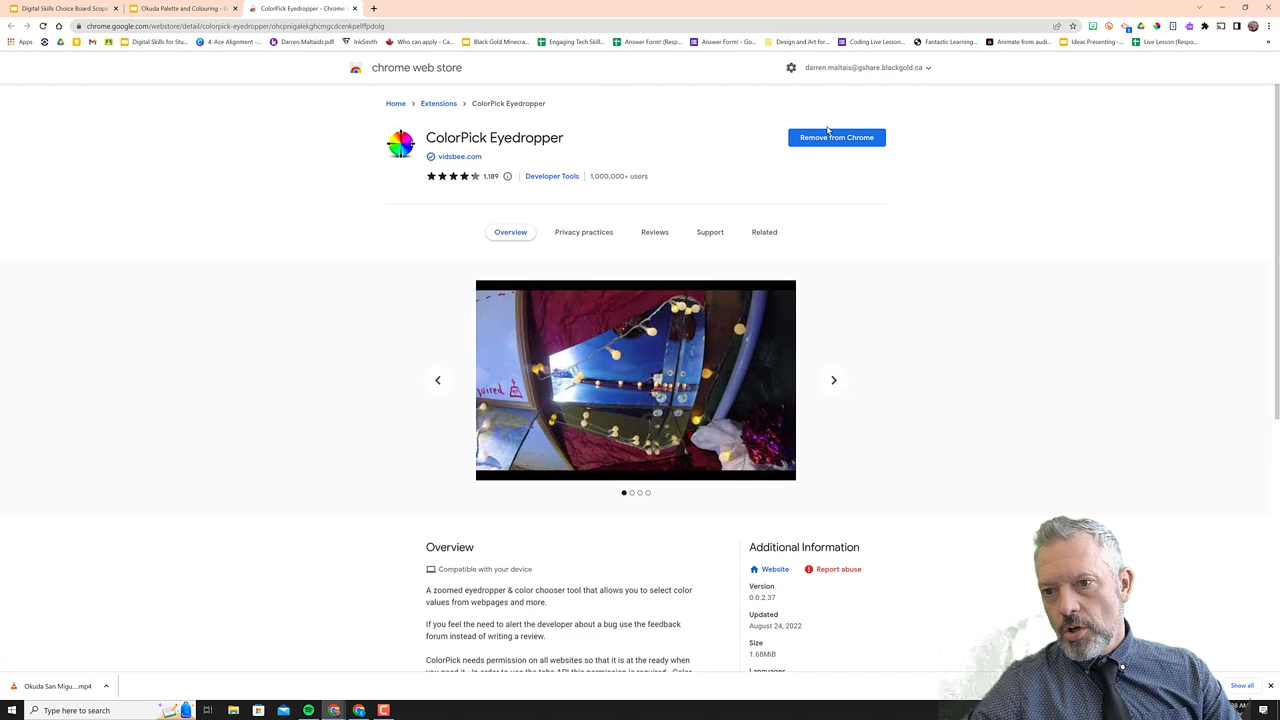 Digital Skills Choice Board Scope
Okuda Palette and Colouring - G
ColorPick Eyedropper - Chrome
chrome.google.com/webstore/detail/colorpick-eyedropper/ohcpnigalekghcmgcdcenkpelffpdolg
Apps
Digital Skills for Stu...
4. Ace Alignment -...
Darren Maltaids.pdf
InkSmith
Who can apply - Ca...
Black Gold Minecra...
Engaging Tech Skill...
Answer Form! (Resp...
Answer Form! - Goo...
Design and Art for...
Coding Live Lesson...
Fantastic Learning...
Animate from audi...
Ideas Presenting -...
Live Lesson (Respo...
chrome web store
darren.maltais@gshare.blackgold.ca
Home > Extensions > ColorPick Eyedropper
ColorPick Eyedropper
Remove from Chrome
vidsbee.com
1,189
Developer Tools
1,000,000+ users
Overview
Privacy practices
Reviews
Support
Related
quired
Overview
Compatible with your device
A zoomed eyedropper & color chooser tool that allows you to select color
values from webpages and more.
If you feel the need to alert the developer about a bug use the feedback
forum instead of writing a review.
ColorPick needs permission on all websites so that it is at the ready when
Additional Information
Website
Report abuse
Version
0.0.2.37
Updated
August 24, 2022
Size
1.68MiB
Languages
Okuda San Migu....mp4
Show all
Type here to search